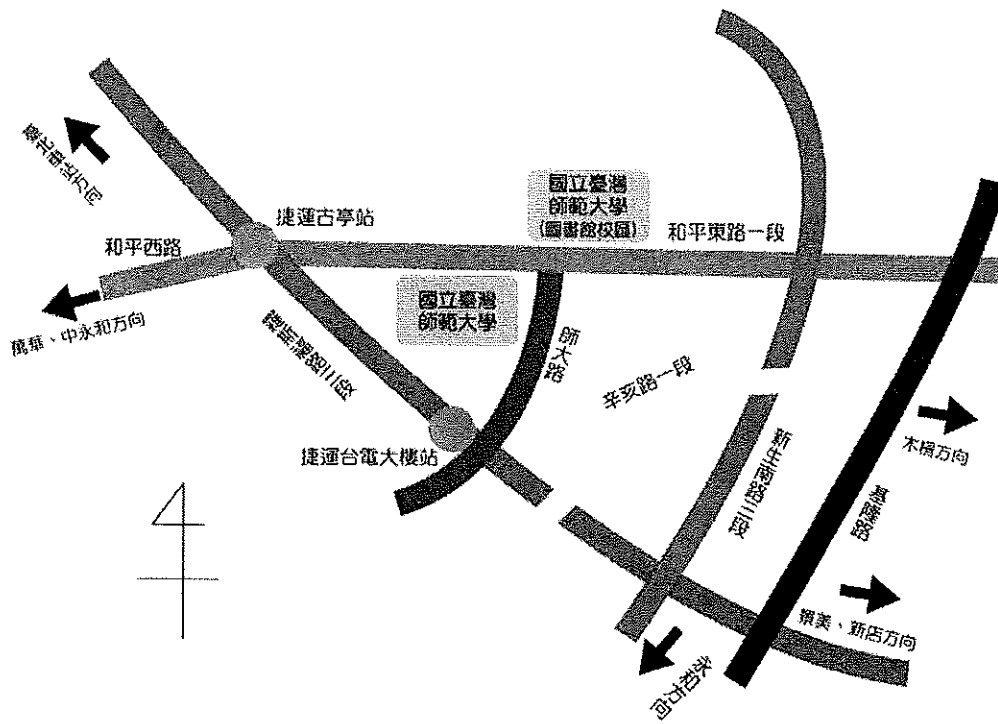 臺北車站方向
國立臺灣
師範大學
(圖書館校區)
捷運古亭站
和平東路一段
和平西路
國立臺灣
師範大學
萬華、中永和方向
羅斯福路三段
師大路
辛亥路一段
捷運台電大樓站
新生南路三段
木柵方向
基隆路
景美、新店方向
永和方向